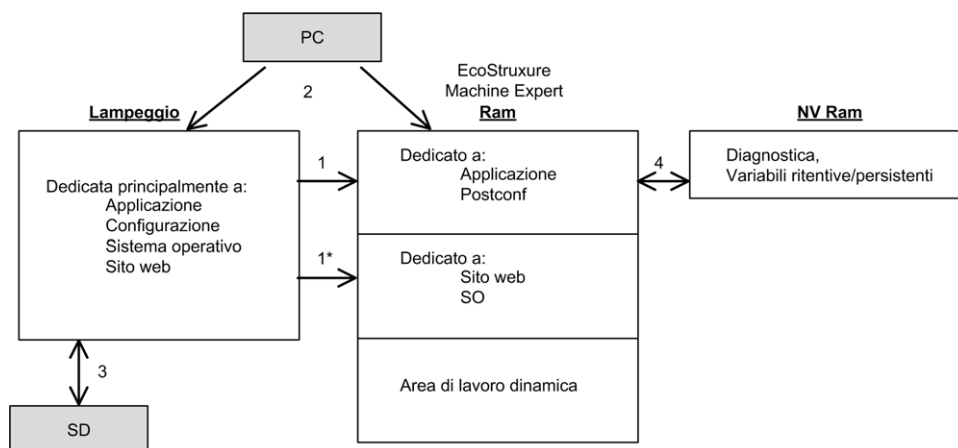 PC
EcoStruxure
Machine Expert
2
Lampeggio
Ram
NV Ram
Dedicata principalmente a:
Applicazione
Configurazione
Sistema operativo
Sito web
1
1*
Dedicato a:
Applicazione
Postconf
Dedicato a:
Sito web
SO
Area di lavoro dinamica
4
Diagnostica,
Variabili ritentive/persistenti
3
SD